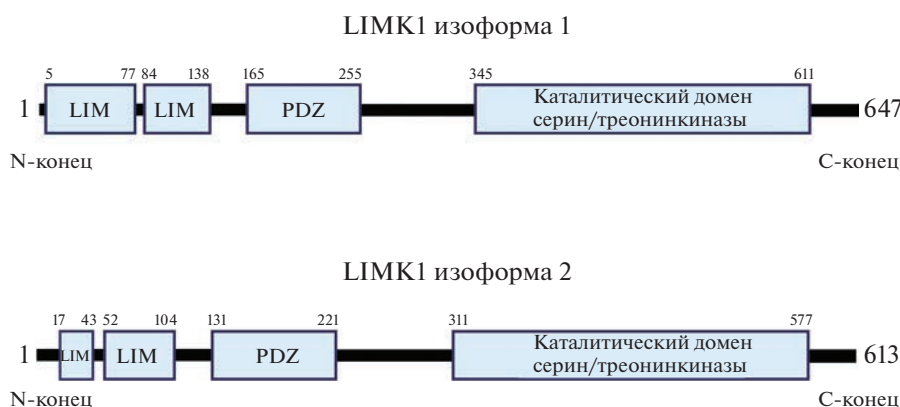 LIMK1 изоформа 1
5 77 84 138 165 255 345 611
1 LIM LIM PDZ Каталитический домен серин/треонинкиназы 647
N-конец C-конец
LIMK1 изоформа 2
17 43 52 104 131 221 311 577
1 LIM LIM PDZ Каталитический домен серин/треонинкиназы 613
N-конец C-конец